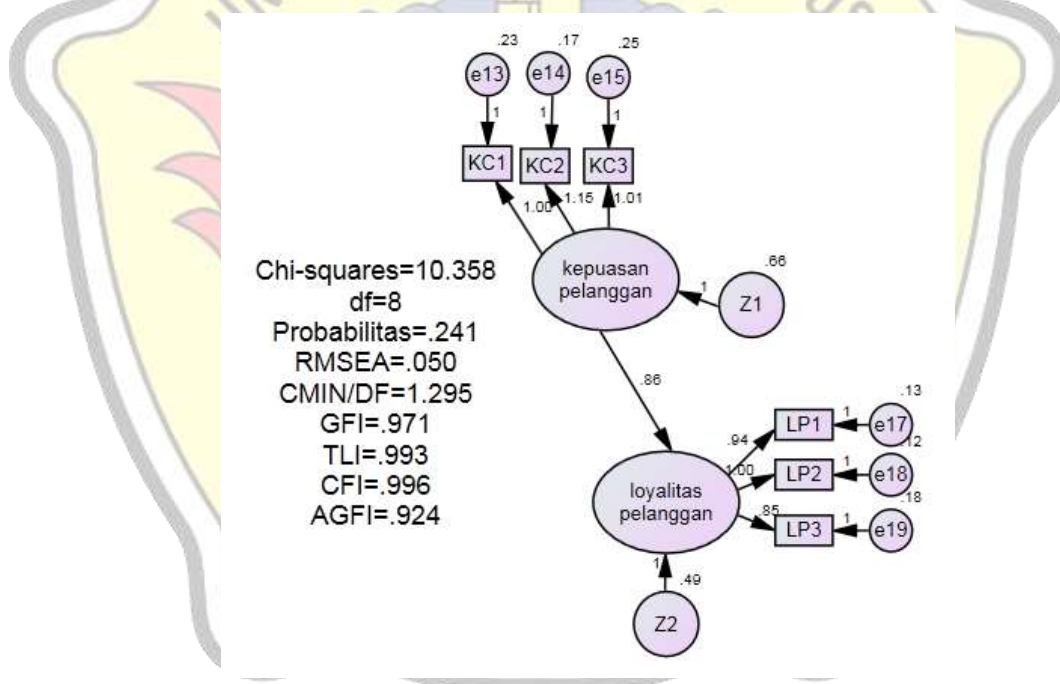 .23
.17
.25
e13
e14
e15
1
1
1
KC1
KC2
KC3
1.00
1.15
1.01
kepuasan
pelanggan
.66
1
Z1
Chi-squares=10.358
df=8
Probabilitas=.241
RMSEA=.050
CMIN/DF=1.295
GFI=.971
TLI=.993
CFI=.996
AGFI=.924
.86
.13
LP1
1
e17
.94
.12
1.00
LP2
1
e18
loyalitas
pelanggan
.18
.85
LP3
1
e19
1
.49
Z2